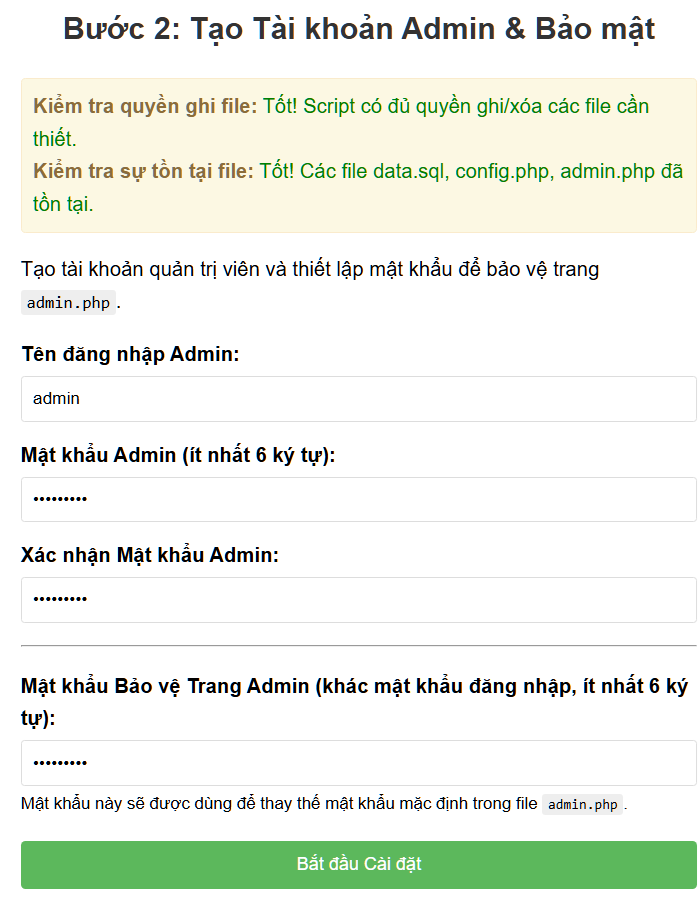 Bước 2: Tạo Tài khoản Admin & Bảo mật
Kiểm tra quyền ghi file: Tốt! Script có đủ quyền ghi/xóa các file cần
thiết.
Kiểm tra sự tồn tại file: Tốt! Các file data.sql, config.php, admin.php đã
tồn tại.
Tạo tài khoản quản trị viên và thiết lập mật khẩu để bảo vệ trang
admin.php.
Tên đăng nhập Admin:
admin
Mật khẩu Admin (ít nhất 6 ký tự):
•••••••••
Xác nhận Mật khẩu Admin:
•••••••••
Mật khẩu Bảo vệ Trang Admin (khác mật khẩu đăng nhập, ít nhất 6 ký
tự):
•••••••••
Mật khẩu này sẽ được dùng để thay thế mật khẩu mặc định trong file admin.php.
Bắt đầu Cài đặt